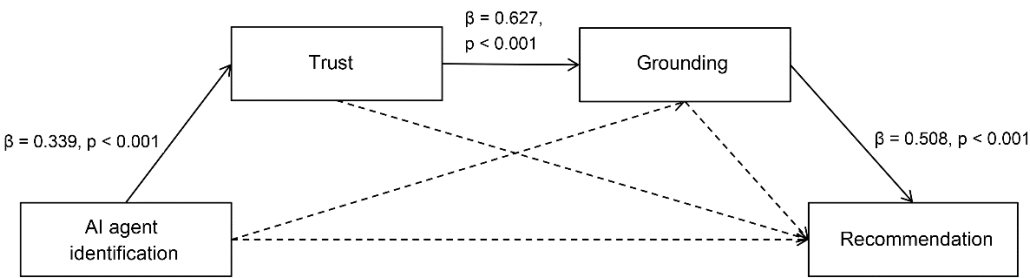 β = 0.627,
p < 0.001
Trust
Grounding
β = 0.339, p < 0.001
β = 0.508, p < 0.001
AI agent
identification
Recommendation